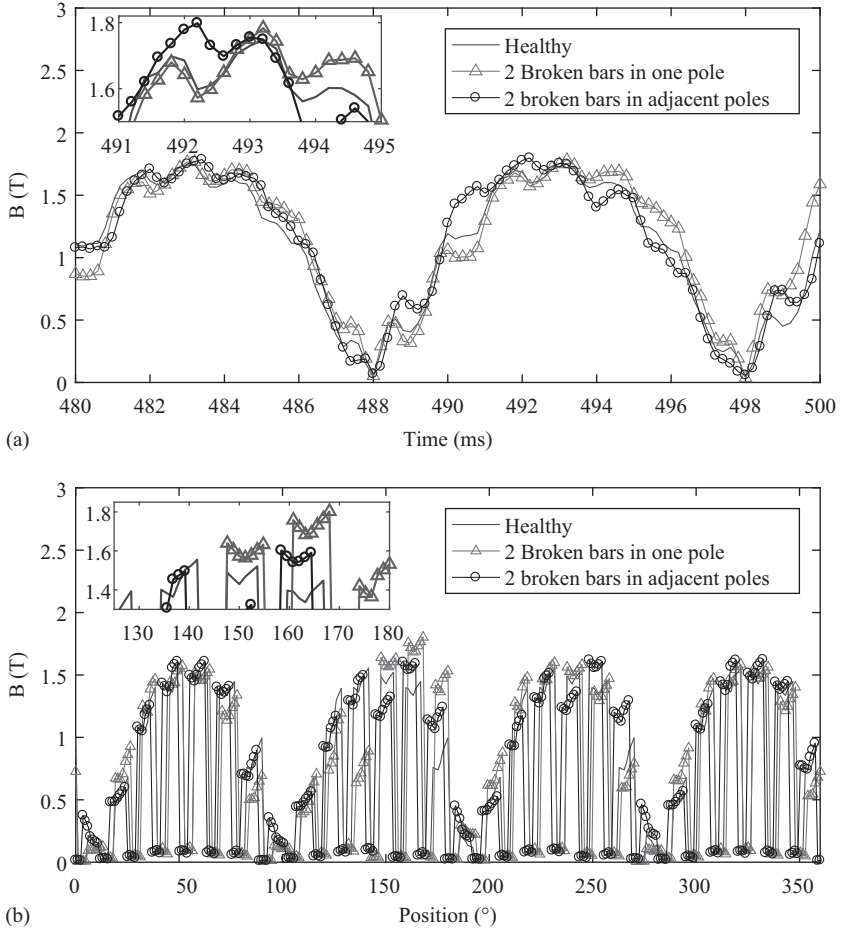 3
2.5
2
1.5
1
0.5
0
B (T)
1.8
1.6
491 492 493 494 495
Healthy
2 Broken bars in one pole
2 broken bars in adjacent poles
480 482 484 486 488 490 492 494 496 498 500
(a)
Time (ms)
3
2.5
2
1.5
1
0.5
0
B (T)
1.8
1.6
1.4
130 140 150 160 170 180
Healthy
2 Broken bars in one pole
2 broken bars in adjacent poles
0 50 100 150 200 250 300 350
(b)
Position (°)